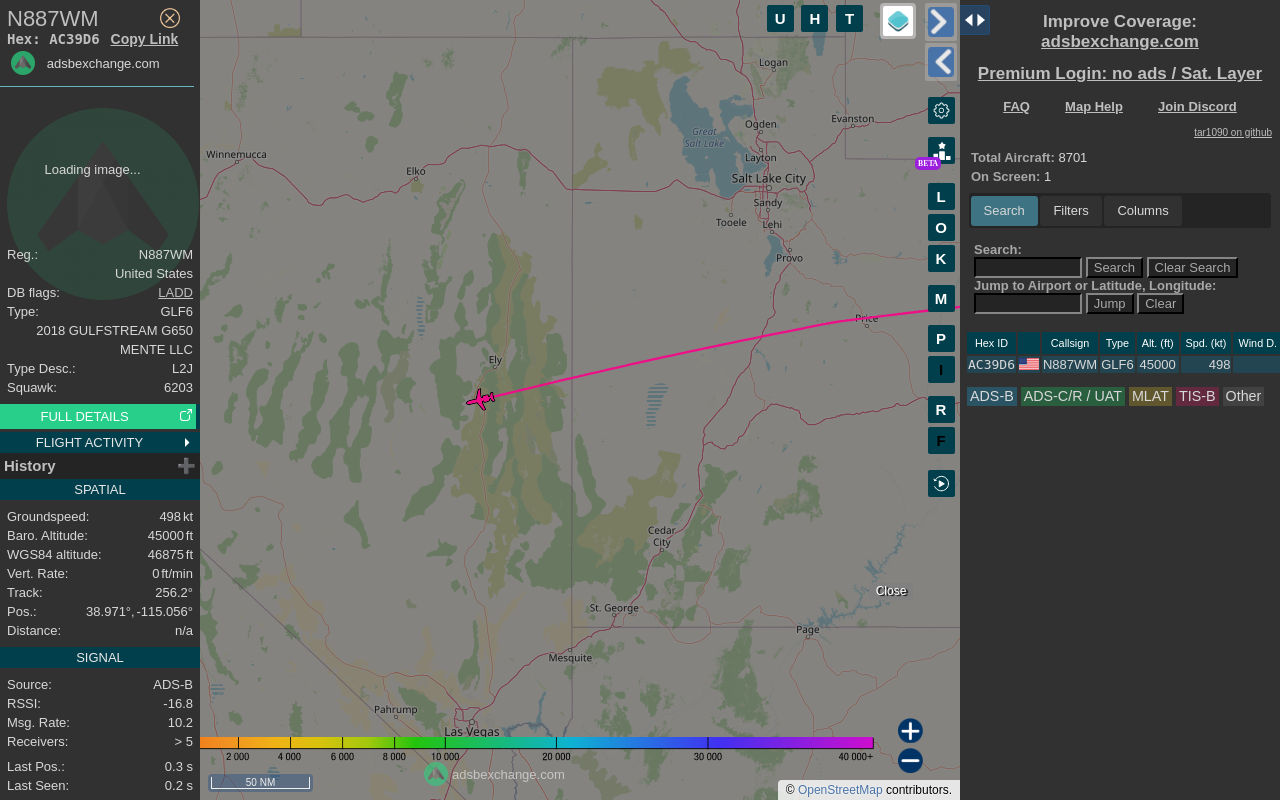 N887WM
Hex: AC39D6 Copy Link
adsbexchange.com
Loading image...
Reg.: N887WM
United States
DB flags: LADD
Type: GLF6
2018 GULFSTREAM G650
MENTE LLC
Type Desc.: L2J
Squawk: 6203
FULL DETAILS
FLIGHT ACTIVITY
History
SPATIAL
Groundspeed: 498 kt
Baro. Altitude: 45000 ft
WGS84 altitude: 46875 ft
Vert. Rate: 0 ft/min
Track: 256.2°
Pos.: 38.971°, -115.056°
Distance: n/a
SIGNAL
Source: ADS-B
RSSI: -16.8
Msg. Rate: 10.2
Receivers: > 5
Last Pos.: 0.3 s
Last Seen: 0.2 s
U H T
Logan
Ogden
Evanston
Great
Salt Lake
Winnemucca
Layton
Elko
Salt Lake City
Sandy
Tooele
Lehi
Provo
Price
Ely
Cedar
City
St. George
Page
Mesquite
Pahrump
Las Vegas
Close
BETA
L
O
K
M
P
I
R
F
2 000 4 000 6 000 8 000 10 000 20 000 30 000 40 000+
50 NM
adsbexchange.com
© OpenStreetMap contributors.
Improve Coverage:
adsbexchange.com
Premium Login: no ads / Sat. Layer
FAQ Map Help Join Discord
tar1090 on github
Total Aircraft: 8701
On Screen: 1
Search Filters Columns
Search:
Search Clear Search
Jump to Airport or Latitude, Longitude:
Jump Clear
Hex ID Callsign Type Alt. (ft) Spd. (kt) Wind D.
AC39D6 N887WM GLF6 45000 498
ADS-B ADS-C/R / UAT MLAT TIS-B Other